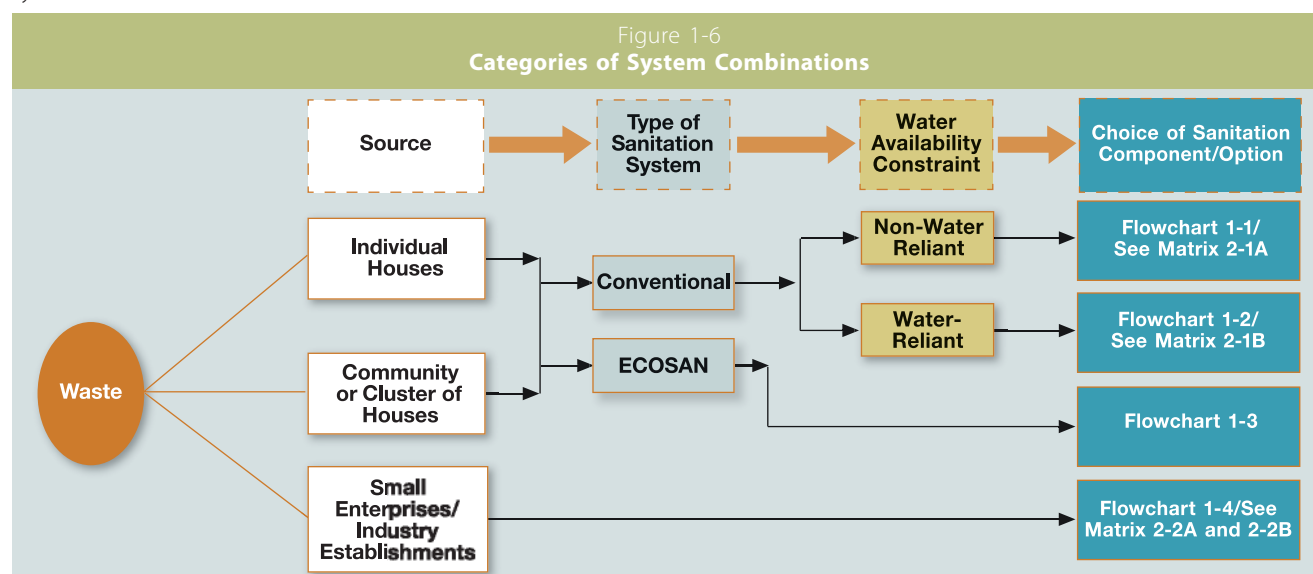 Figure 1-6
Categories of System Combinations
Source
Type of
Sanitation
System
Water
Availability
Constraint
Choice of Sanitation
Component/Option
Waste
Individual
Houses
Community
or Cluster of
Houses
Small
Enterprises/
Industry
Establishments
Conventional
ECOSAN
Non-Water
Reliant
Water-
Reliant
Flowchart 1-1/
See Matrix 2-1A
Flowchart 1-2/
See Matrix 2-1B
Flowchart 1-3
Flowchart 1-4/See
Matrix 2-2A and 2-2B